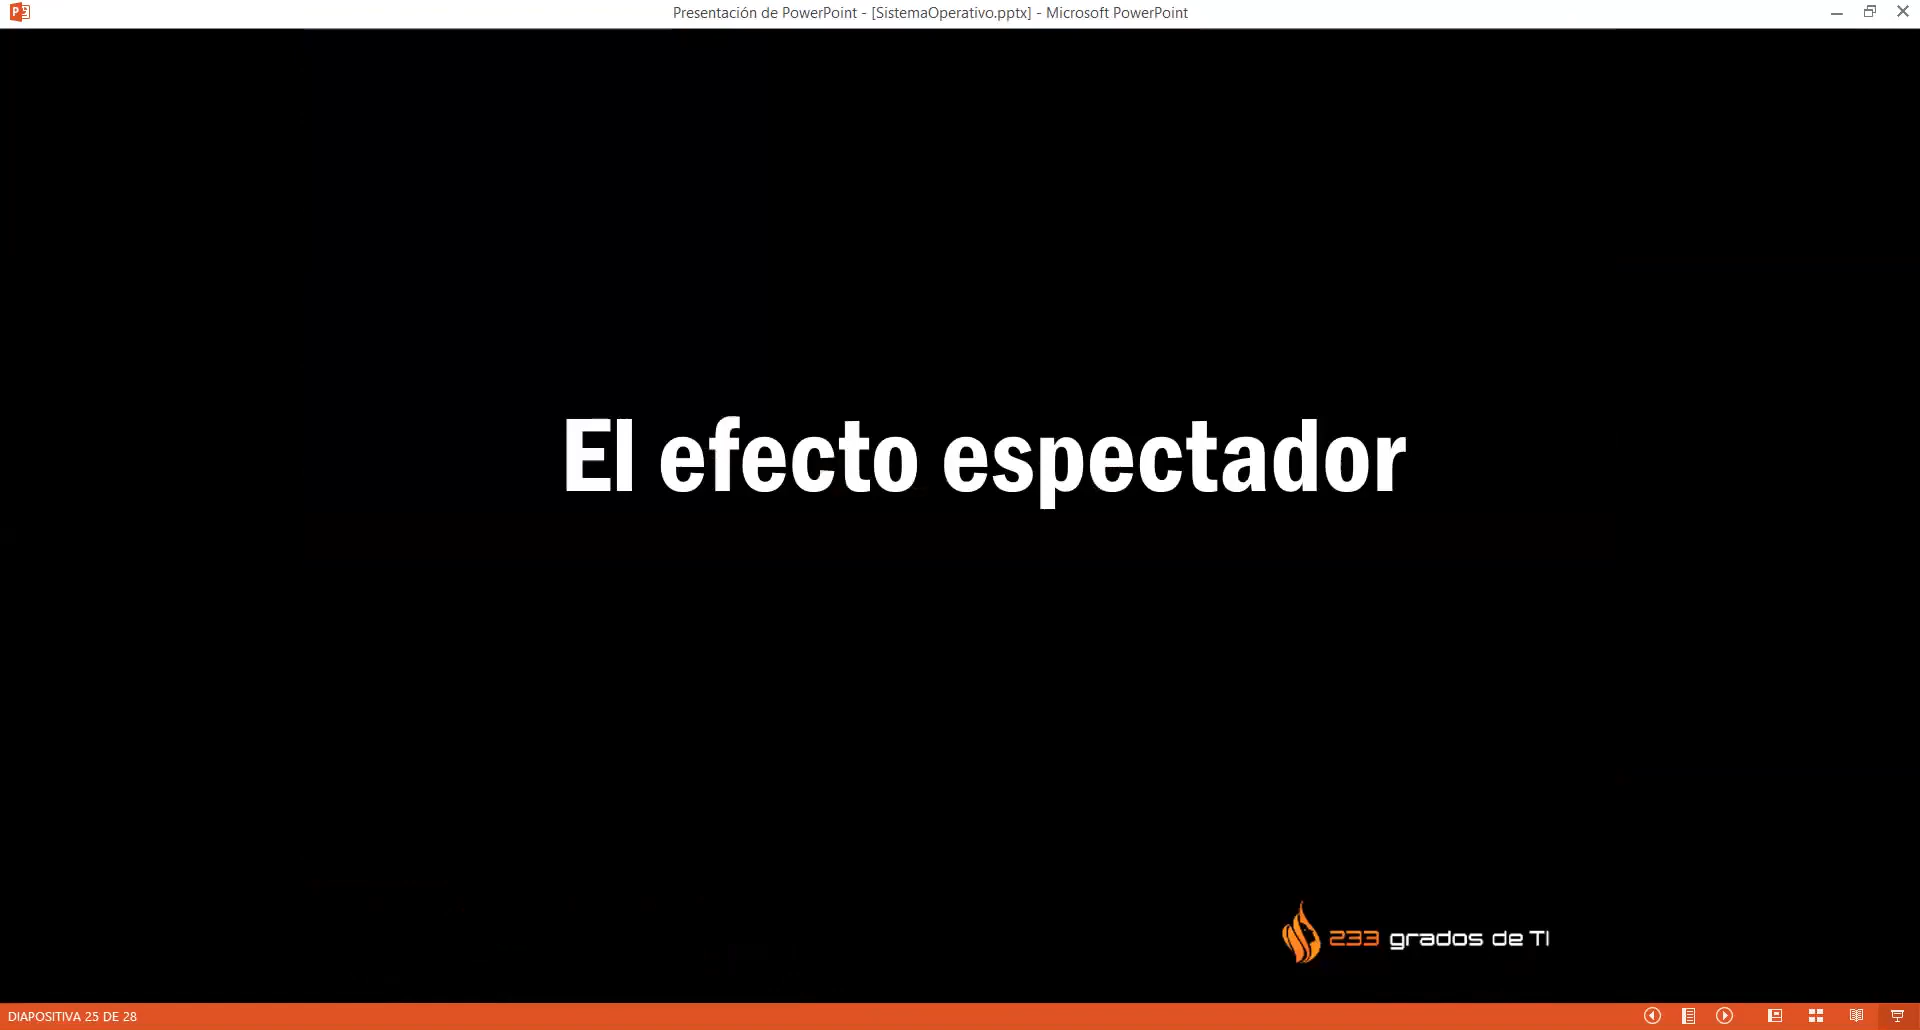 Presentación de PowerPoint - [SistemaOperativo.pptx] - Microsoft PowerPoint
El efecto espectador
233 grados de TI
DIAPOSITIVA 25 DE 28